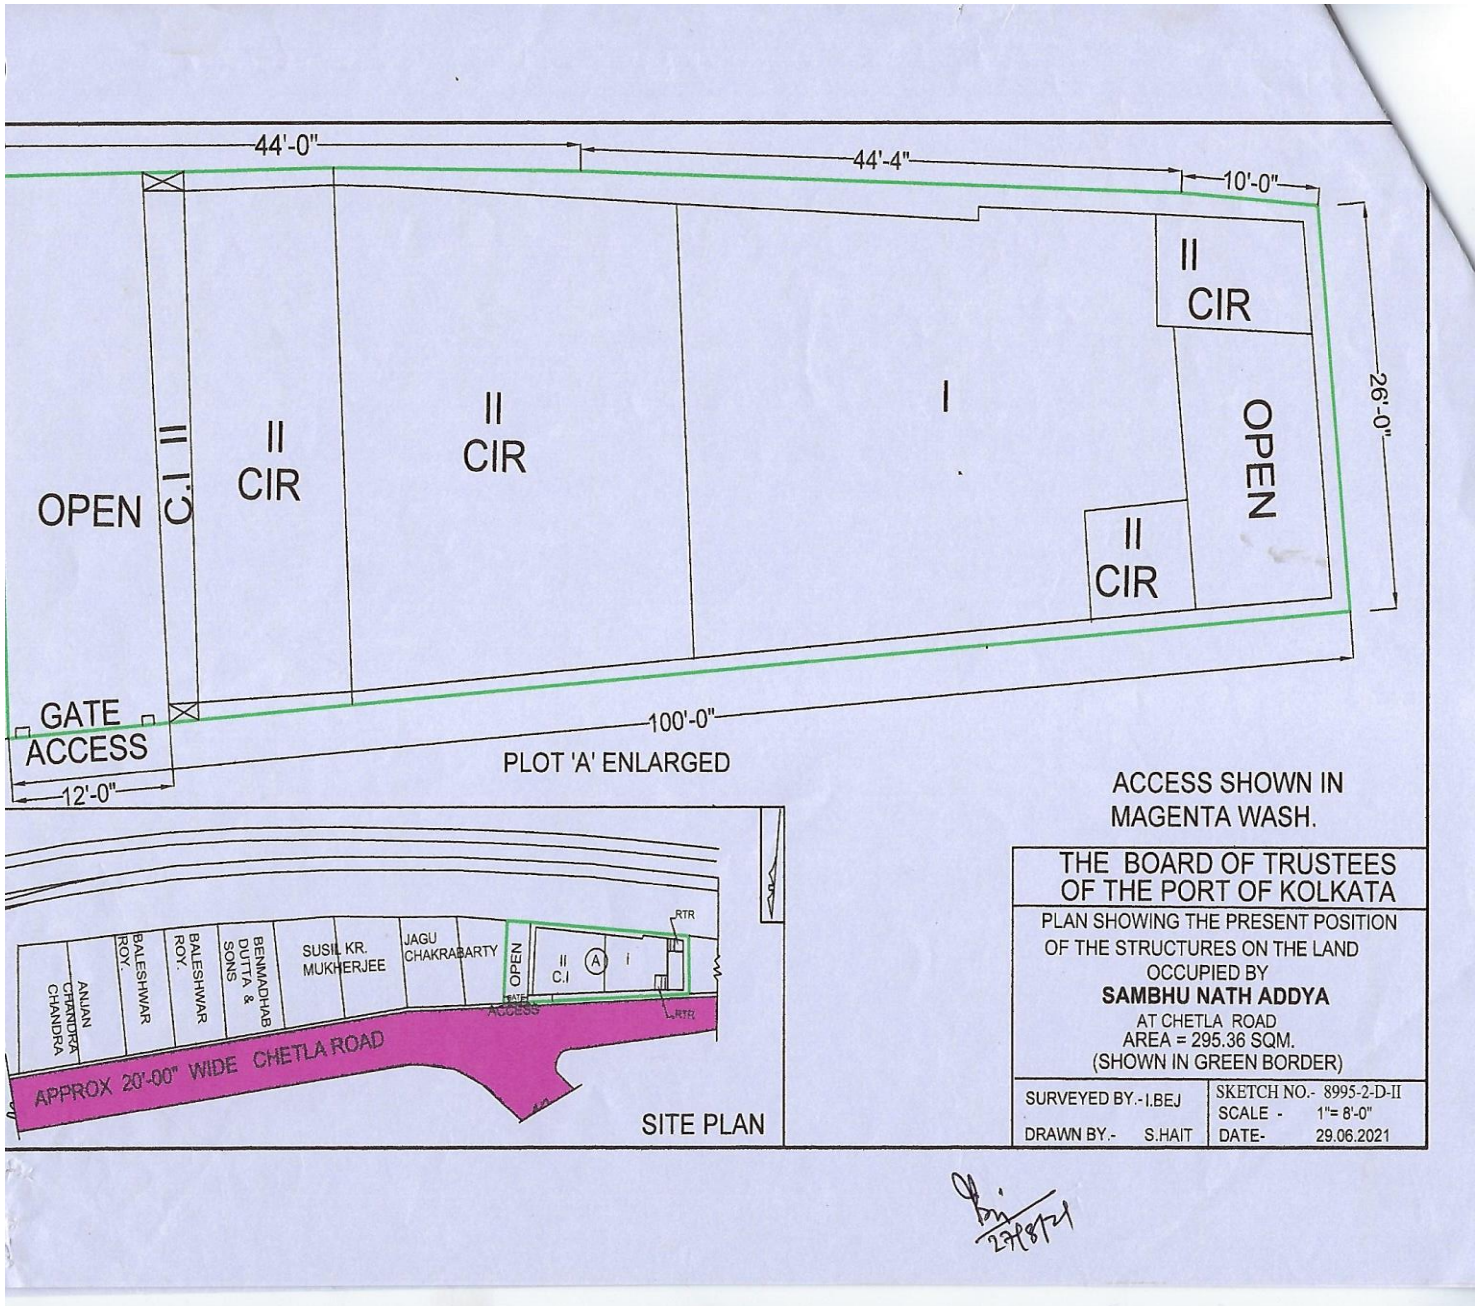 44'-0"
44'-4"
10'-0"
II
CIR
26'-0"
I
II
CIR
II
CIR
OPEN
C.I II
OPEN
II
CIR
GATE
ACCESS
100'-0"
12'-0"
PLOT 'A' ENLARGED
ACCESS SHOWN IN
MAGENTA WASH.
THE BOARD OF TRUSTEES
OF THE PORT OF KOLKATA
PLAN SHOWING THE PRESENT POSITION
OF THE STRUCTURES ON THE LAND
OCCUPIED BY
SAMBHU NATH ADDYA
AT CHETLA ROAD
AREA = 295.36 SQM.
(SHOWN IN GREEN BORDER)
SURVEYED BY.- I.BEJ
DRAWN BY.- S.HAIT
SKETCH NO.- 8995-2-D-II
SCALE - 1"= 8'-0"
DATE- 29.06.2021
RTR
ANJAN
CHANDRA
CHANDRA
BALESHWAR
ROY.
BALESHWAR
ROY.
BENMADHAB
DUTTA &
SONS
SUSIL KR.
MUKHERJEE
JAGU
CHAKRABARTY
OPEN
II
C.I
A
I
GATE
ACCESS
RTR
APPROX 20'-00" WIDE CHETLA ROAD
SITE PLAN
27/8/21